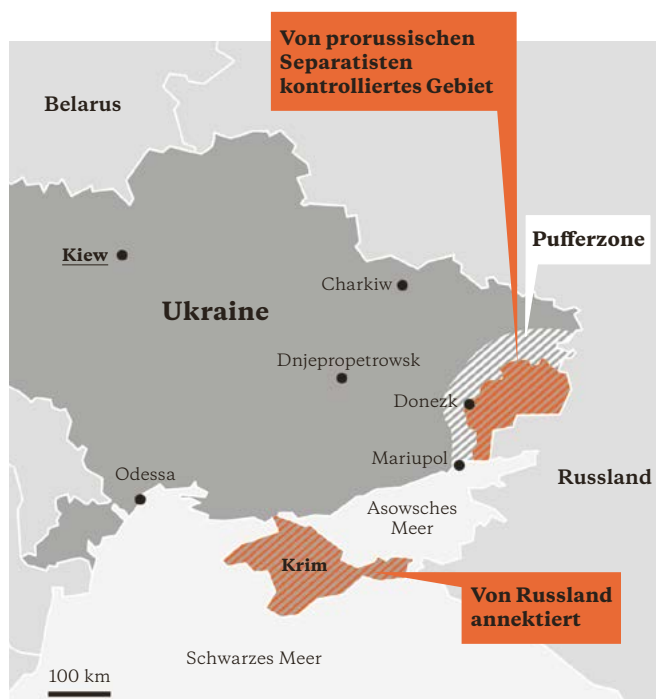 Von prorussischen
Separatisten
kontrolliertes Gebiet
Belarus
Pufferzone
Kiew
Charkiw
Ukraine
Dnjepropetrowsk
Donezk
Mariupol
Odessa
Russland
Asowsches
Meer
Krim
Von Russland
annektiert
Schwarzes Meer
100 km